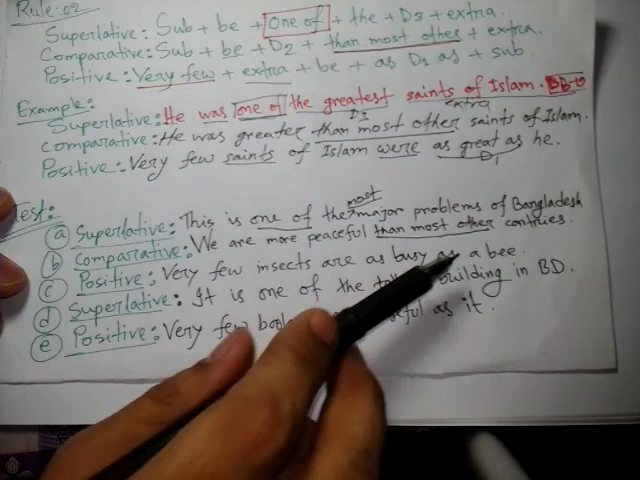 Rule: 02
Superlative: Sub + be + One of + the + D3 + extra.
Comparative: Sub + be + D2 + than most other + extra.
Positive: Very few + extra + be + as D1 as + sub.
Example:
Superlative: He was one of the greatest saints of Islam.
D3 extra
Comparative: He was greater than most other saints of Islam.
Positive: Very few saints of Islam were as great as he.
D1
Test:
most
a Superlative: This is one of the major problems of Bangladesh
b Comparative: We are more peaceful than most other contries.
c Positive: Very few insects are as busy as a bee.
d Superlative: It is one of the building in BD.
e Positive: Very few as it.